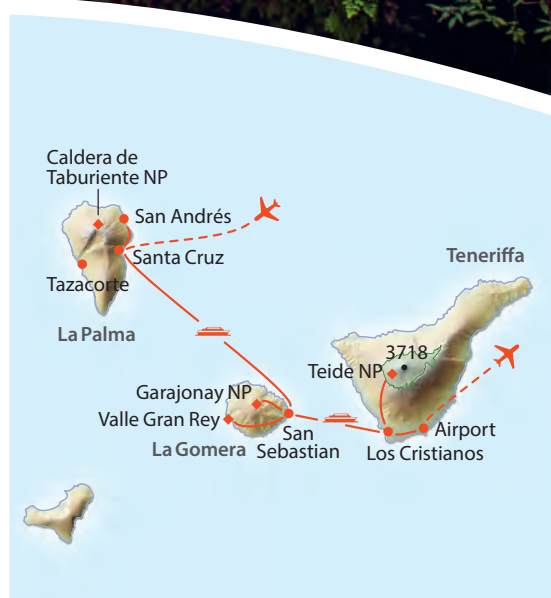 Caldera de
Taburiente NP
San Andrés
Santa Cruz
Tazacorte
La Palma
Teneriffa
3718
Teide NP
Garajonay NP
Valle Gran Rey
La Gomera
San
Sebastian
Airport
Los Cristianos